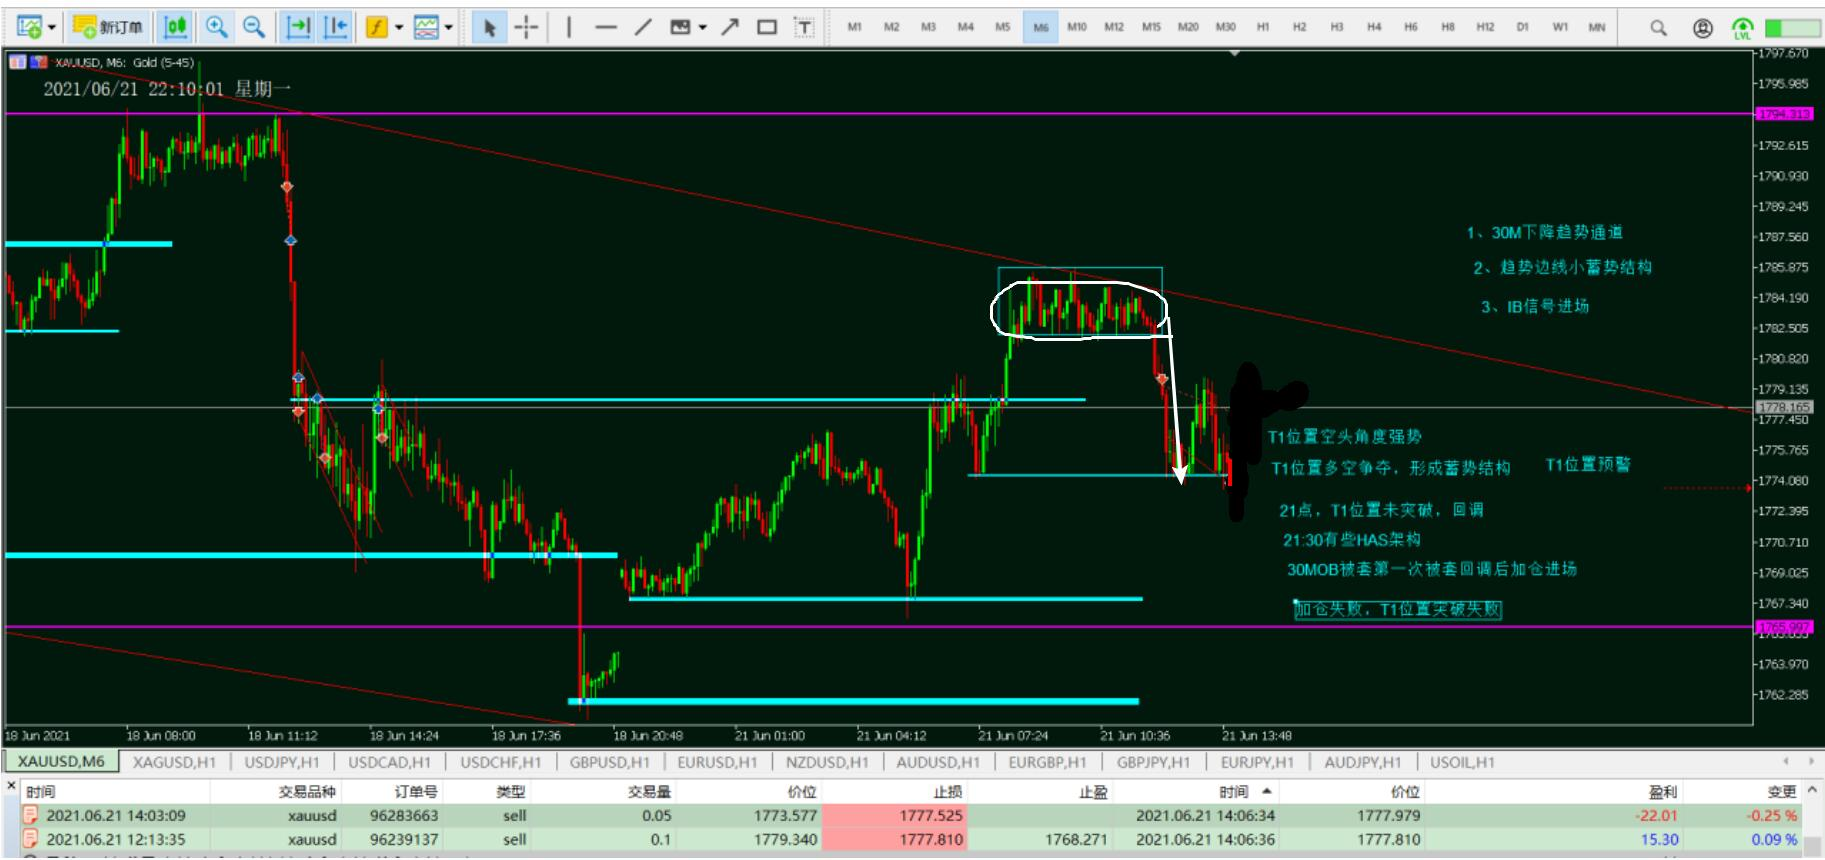 新订单
M1 M2 M3 M4 M5 M6 M10 M12 M15 M20 M30 H1 H2 H3 H4 H6 H8 H12 D1 W1 MN
LVL
XAUUSD, M6: Gold (5-45)
2021/06/21 22:10:01 星期一
1797.670
1795.985
1794.313
1792.615
1790.930
1789.245
1787.560
1785.875
1784.190
1782.505
1780.820
1779.135
1778.165
1777.450
1775.765
1774.080
1772.395
1770.710
1769.025
1767.340
1765.997
1763.970
1762.285
1、30M下降趋势通道
2、趋势边线小蓄势结构
3、IB信号进场
T1位置空头角度强势
T1位置多空争夺，形成蓄势结构
T1位置预警
21点，T1位置未突破，回调
21:30有些HAS架构
30MOB被套第一次被套回调后加仓进场
加仓失败，T1位置突破失败
18 Jun 2021 18 Jun 08:00 18 Jun 11:12 18 Jun 14:24 18 Jun 17:36 18 Jun 20:48 21 Jun 01:00 21 Jun 04:12 21 Jun 07:24 21 Jun 10:36 21 Jun 13:48
XAUUSD,M6 XAGUSD,H1 USDJPY,H1 USDCAD,H1 USDCHF,H1 GBPUSD,H1 EURUSD,H1 NZDUSD,H1 AUDUSD,H1 EURGBP,H1 GBPJPY,H1 EURJPY,H1 AUDJPY,H1 USOIL,H1
时间 交易品种 订单号 类型 交易量 价位 止损 止盈 时间 价位 盈利 变更
2021.06.21 14:03:09 xauusd 96283663 sell 0.05 1773.577 1777.525 2021.06.21 14:06:34 1777.979 -22.01 -0.25 %
2021.06.21 12:13:35 xauusd 96239137 sell 0.1 1779.340 1777.810 1768.271 2021.06.21 14:06:36 1777.810 15.30 0.09 %